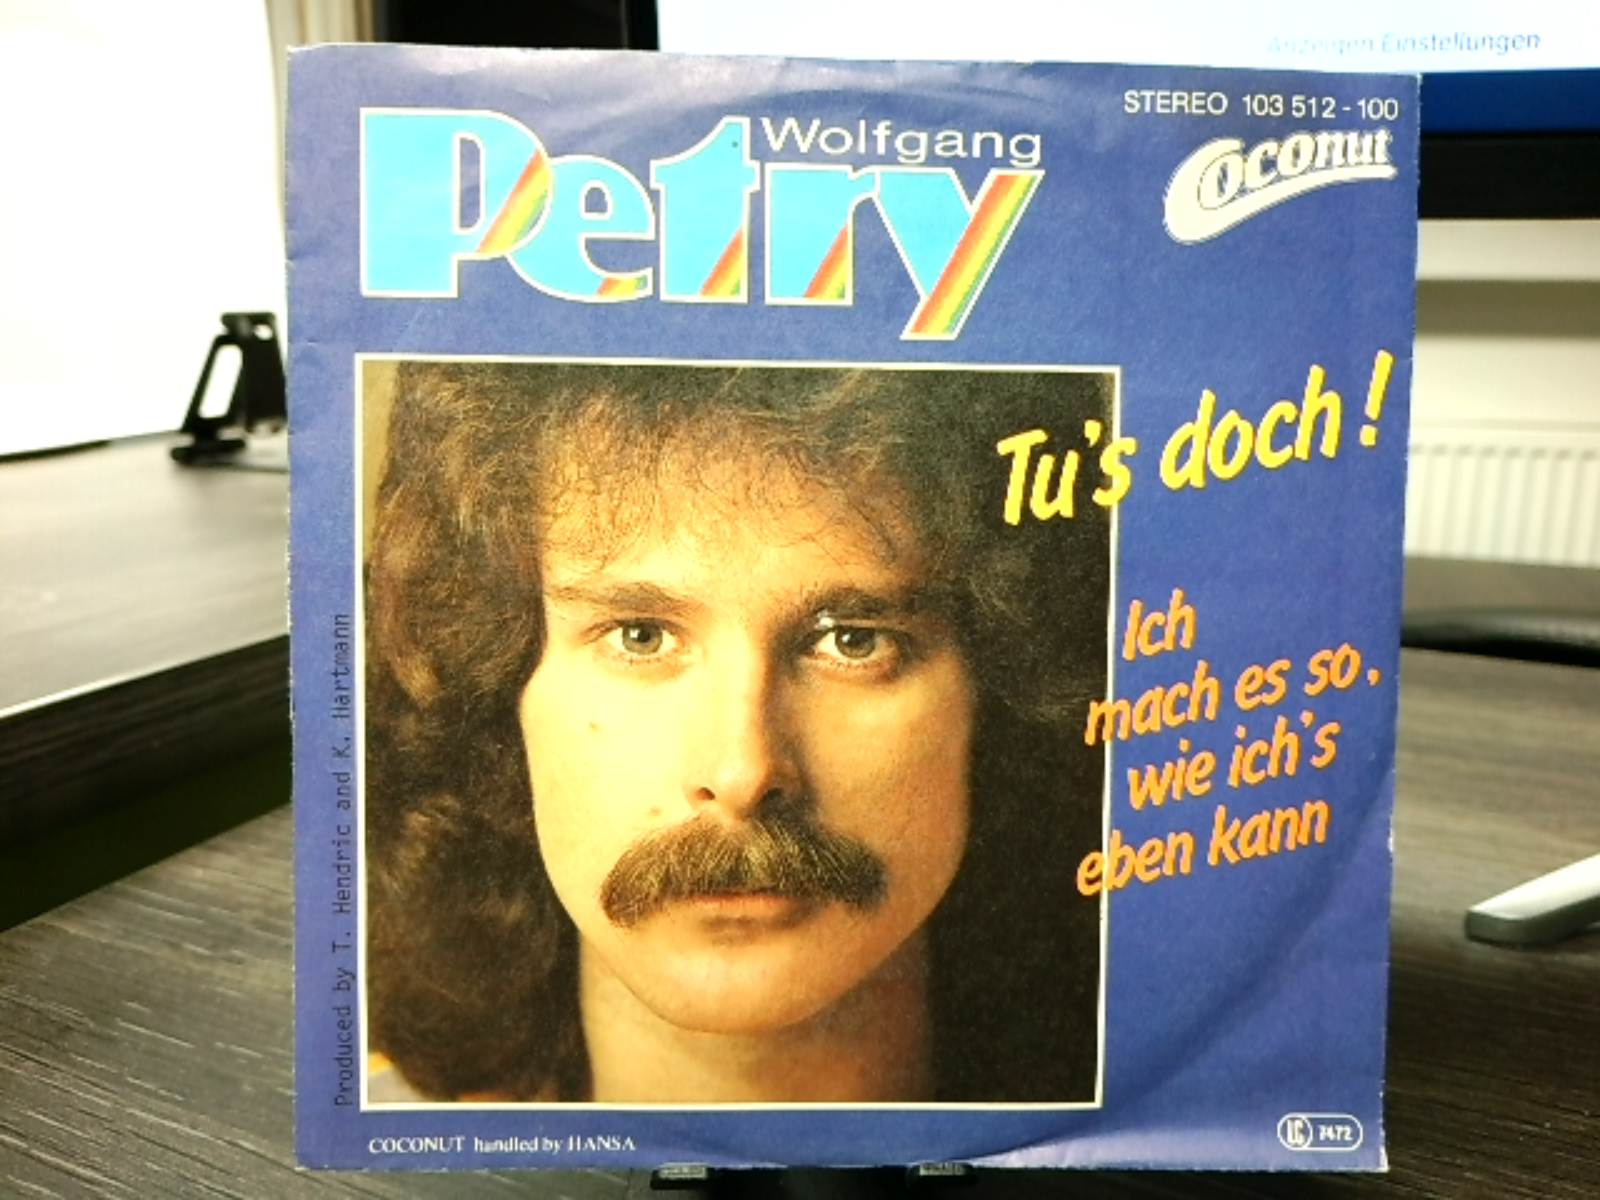 Anzeigen Einstellungen
STEREO 103 512 - 100
Wolfgang
Petry
Coconut
Tu's doch!
Ich
mach es so,
wie ich's
eben kann
Produced by T. Hendric and K. Hartmann
COCONUT handled by HANSA
LC 7472